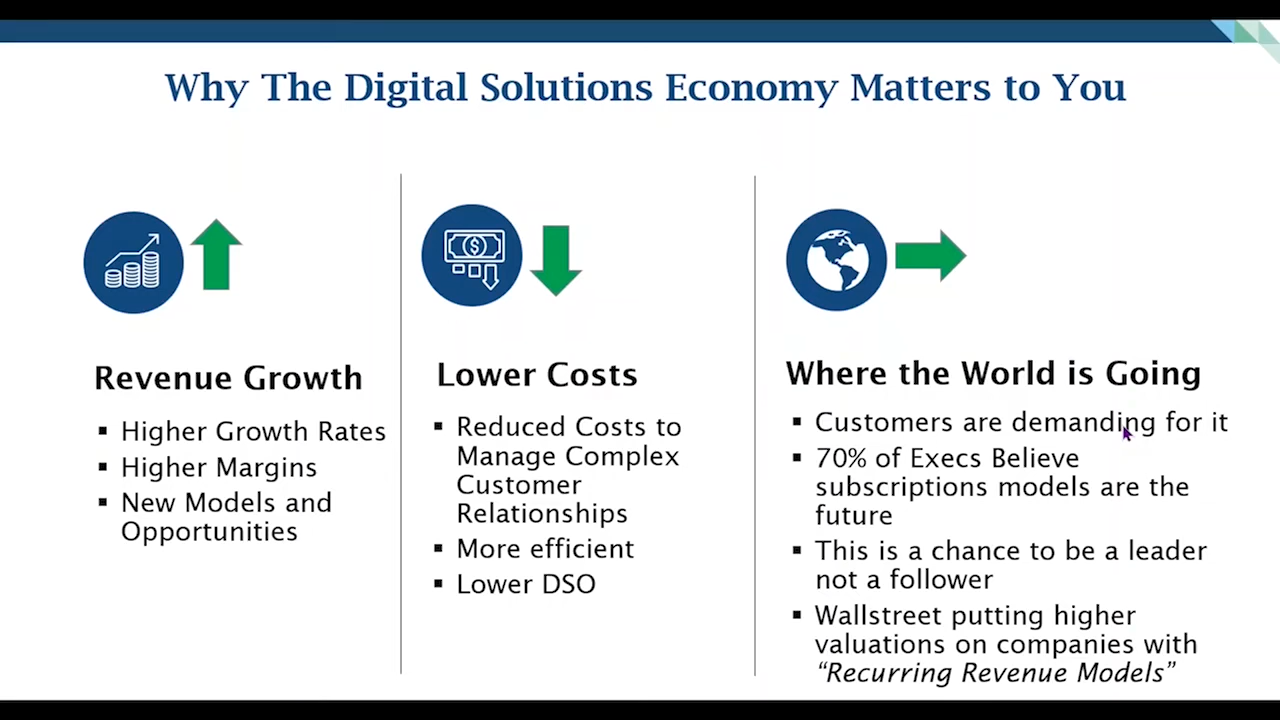 Why The Digital Solutions Economy Matters to You
Revenue Growth
▪ Higher Growth Rates
▪ Higher Margins
▪ New Models and
Opportunities
Lower Costs
▪ Reduced Costs to
Manage Complex
Customer
Relationships
▪ More efficient
▪ Lower DSO
Where the World is Going
▪ Customers are demanding for it
▪ 70% of Execs Believe
subscriptions models are the
future
▪ This is a chance to be a leader
not a follower
▪ Wallstreet putting higher
valuations on companies with
“Recurring Revenue Models”